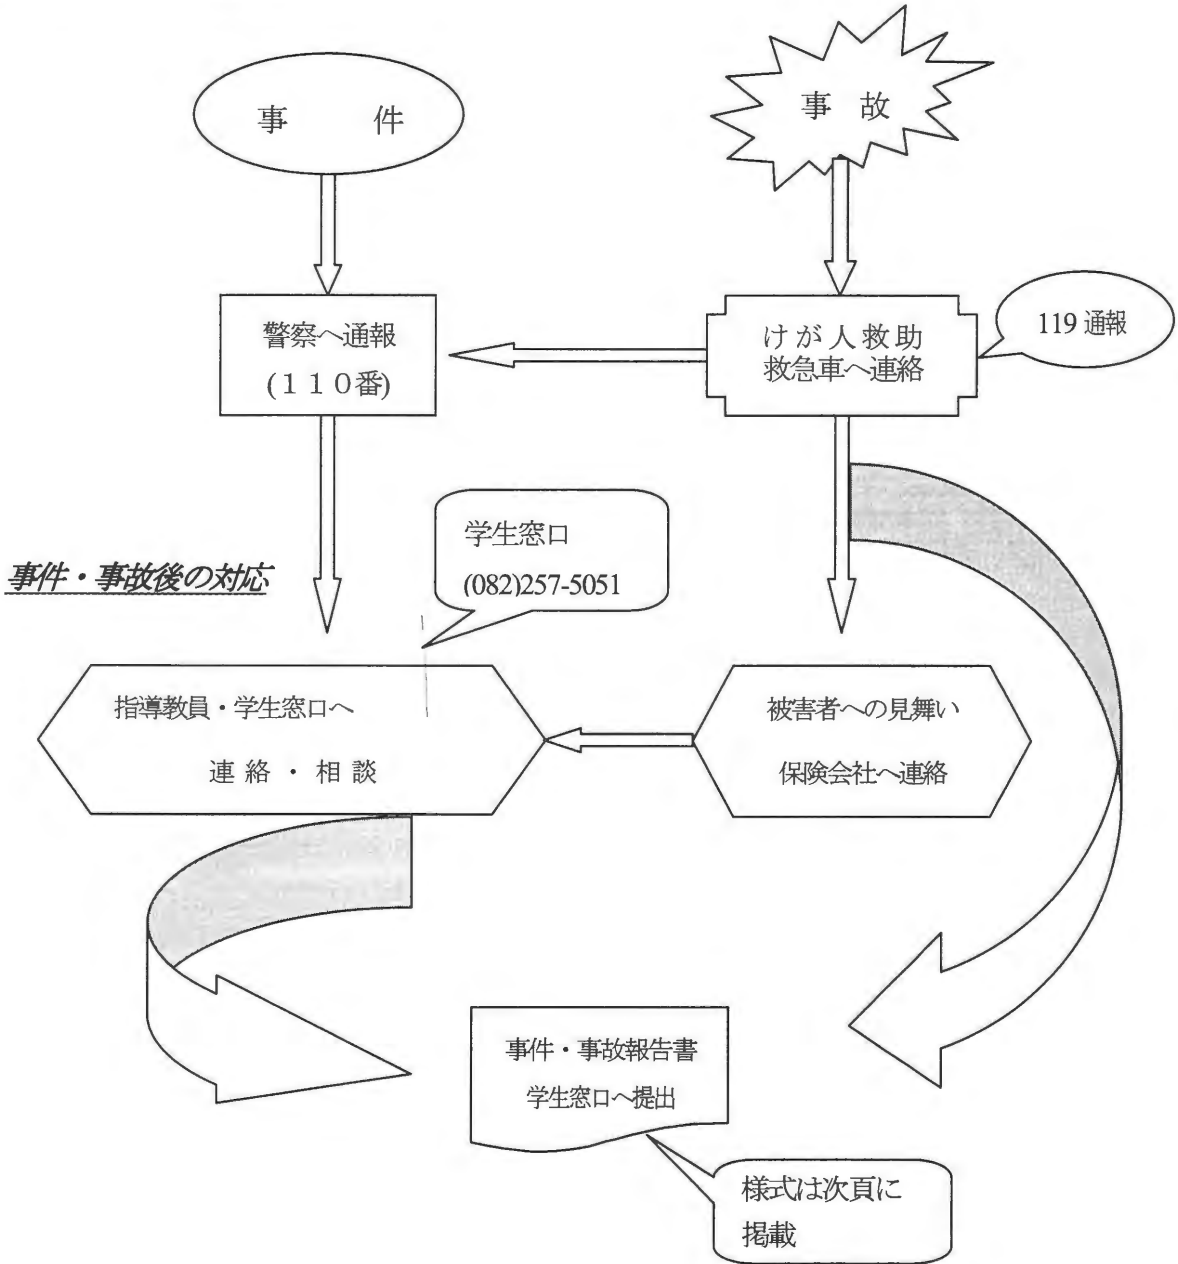 事　件
事　故
警察へ通報
(１１０番)
けが人救助
救急車へ連絡
119 通報
学生窓口
(082)257-5051
事件・事故後の対応
指導教員・学生窓口へ
連絡・相談
被害者への見舞い
保険会社へ連絡
事件・事故報告書
学生窓口へ提出
様式は次頁に
掲載